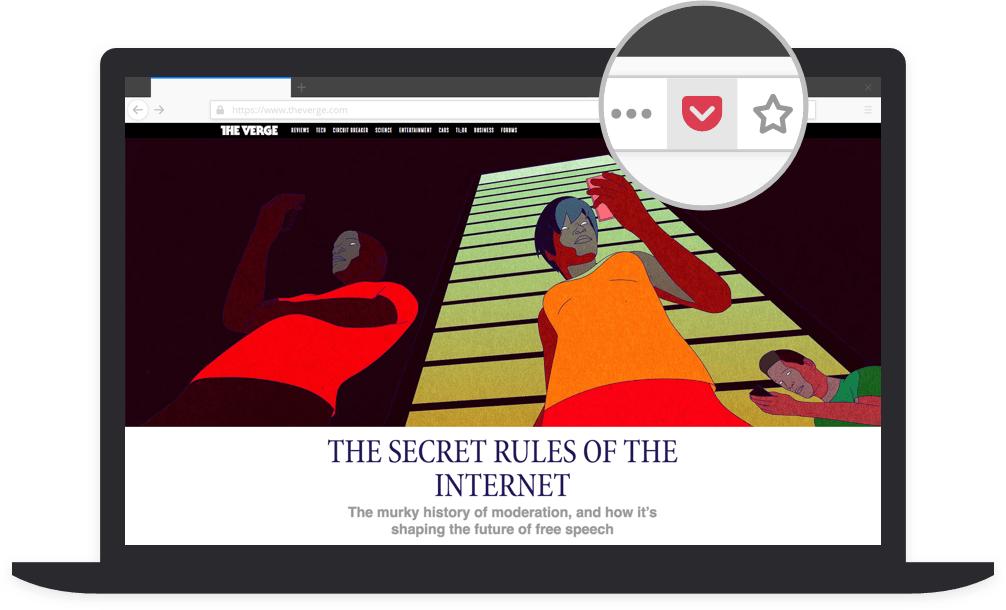 https://www.theverge.com
THE VERGE REVIEWS TECH CIRCUIT BREAKER SCIENCE ENTERTAINMENT CARS TL;DR BUSINESS FORUMS
THE SECRET RULES OF THE
INTERNET
The murky history of moderation, and how it's
shaping the future of free speech